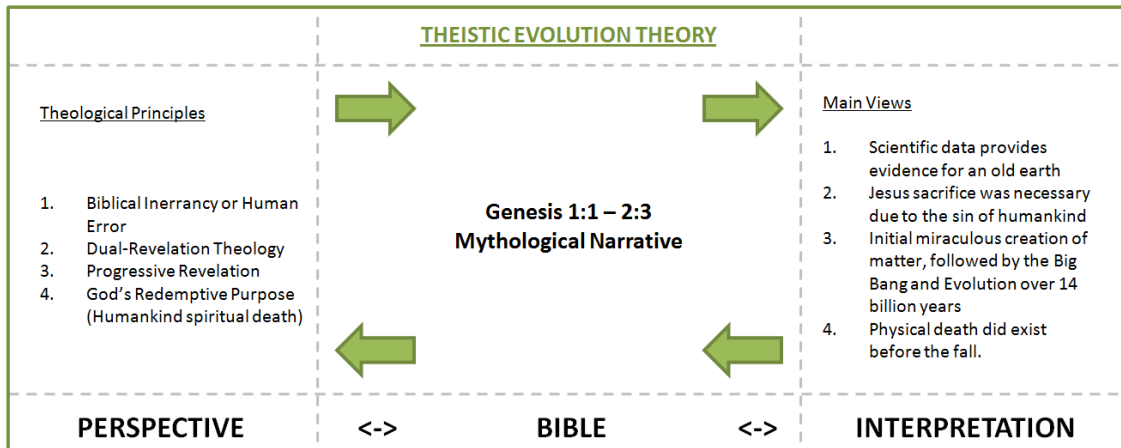 THEISTIC EVOLUTION THEORY
Theological Principles
1. Biblical Inerrancy or Human
Error
2. Dual-Revelation Theology
3. Progressive Revelation
4. God’s Redemptive Purpose
(Humankind spiritual death)
Genesis 1:1 – 2:3
Mythological Narrative
Main Views
1. Scientific data provides
evidence for an old earth
2. Jesus sacrifice was necessary
due to the sin of humankind
3. Initial miraculous creation of
matter, followed by the Big
Bang and Evolution over 14
billion years
4. Physical death did exist
before the fall.
PERSPECTIVE <-> BIBLE <-> INTERPRETATION